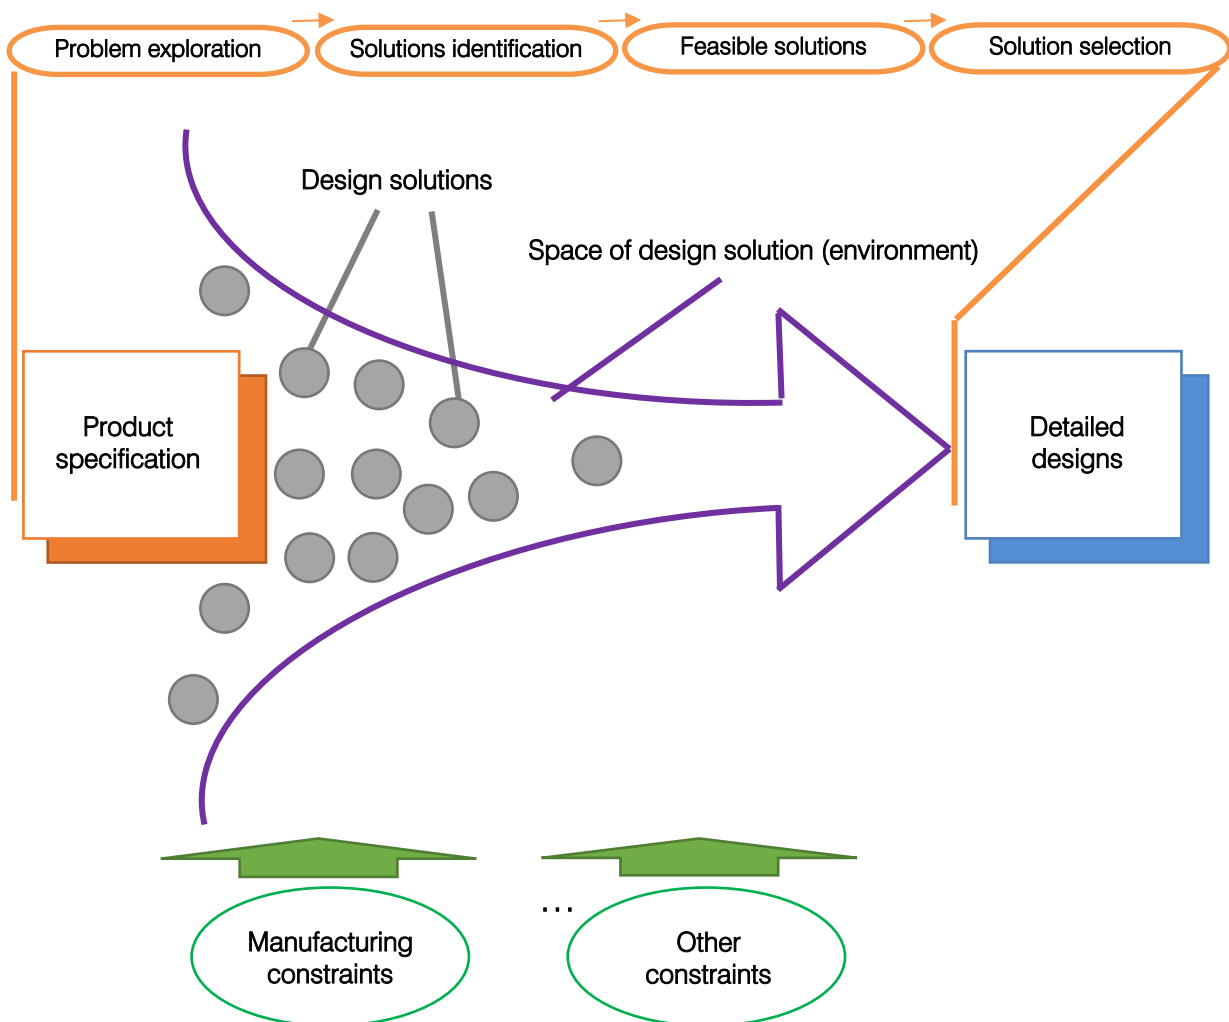 Problem exploration
Solutions identification
Feasible solutions
Solution selection
Design solutions
Space of design solution (environment)
Product
specification
Detailed
designs
Manufacturing
constraints
...
Other
constraints